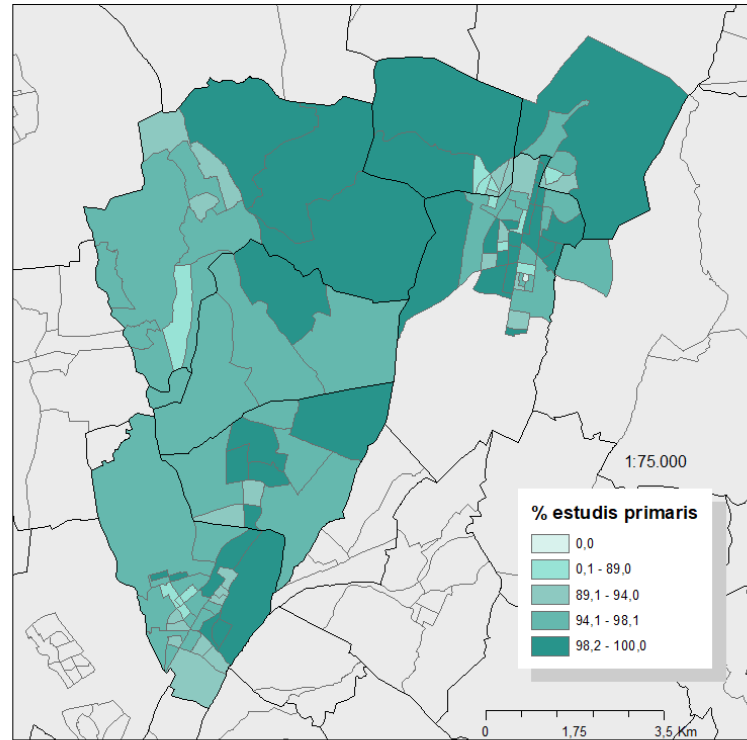 1:75.000
% estudis primaris
0,0
0,1 - 89,0
89,1 - 94,0
94,1 - 98,1
98,2 - 100,0
0 1,75 3,5 Km